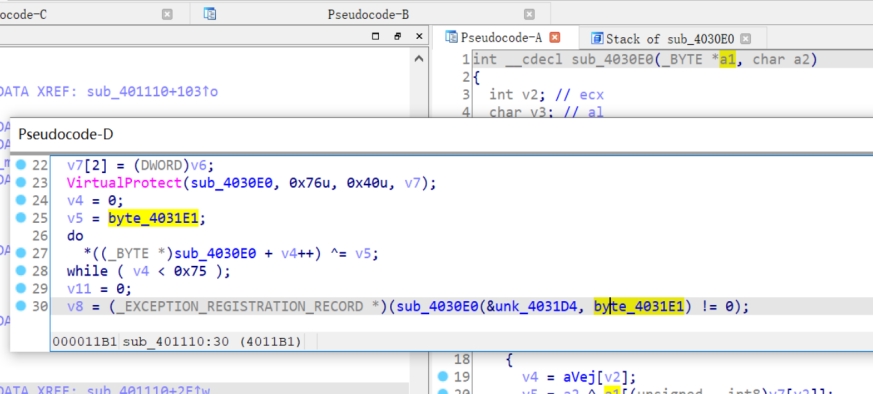 ocode-C
Pseudocode-B
DATA XREF: sub_401110+103↑o
Pseudocode-A
Stack of sub_4030E0
1 int __cdecl sub_4030E0(_BYTE *a1, char a2)
2 {
3 int v2; // ecx
4 char v3; // al
Pseudocode-D
22 v7[2] = (DWORD)v6;
23 VirtualProtect(sub_4030E0, 0x76u, 0x40u, v7);
24 v4 = 0;
25 v5 = byte_4031E1;
26 do
27 *((_BYTE *)sub_4030E0 + v4++) ^= v5;
28 while ( v4 < 0x75 );
29 v11 = 0;
30 v8 = (_EXCEPTION_REGISTRATION_RECORD *)(sub_4030E0(&unk_4031D4, byte_4031E1) != 0);
000011B1 sub_401110:30 (4011B1)
18 {
19 v4 = aVej[v2];
DATA XREF: sub_401110+2E↑w